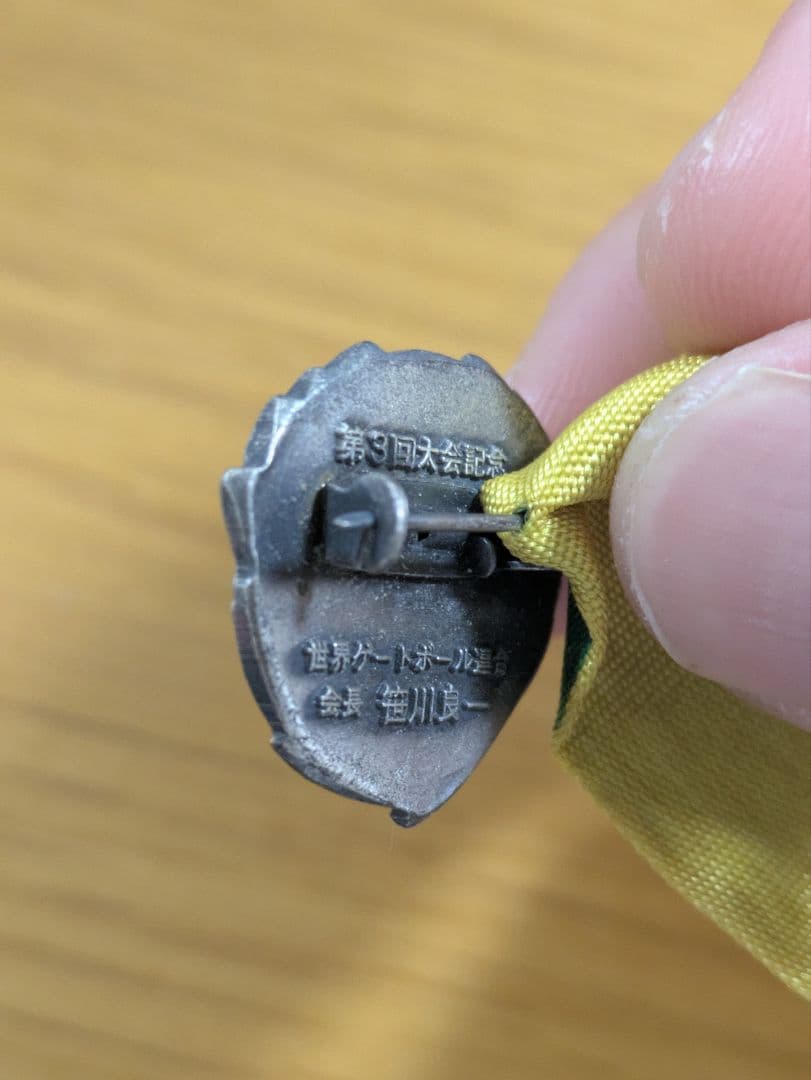 第3回大会記念
世界ゲートボール連合
会長 笹川良一